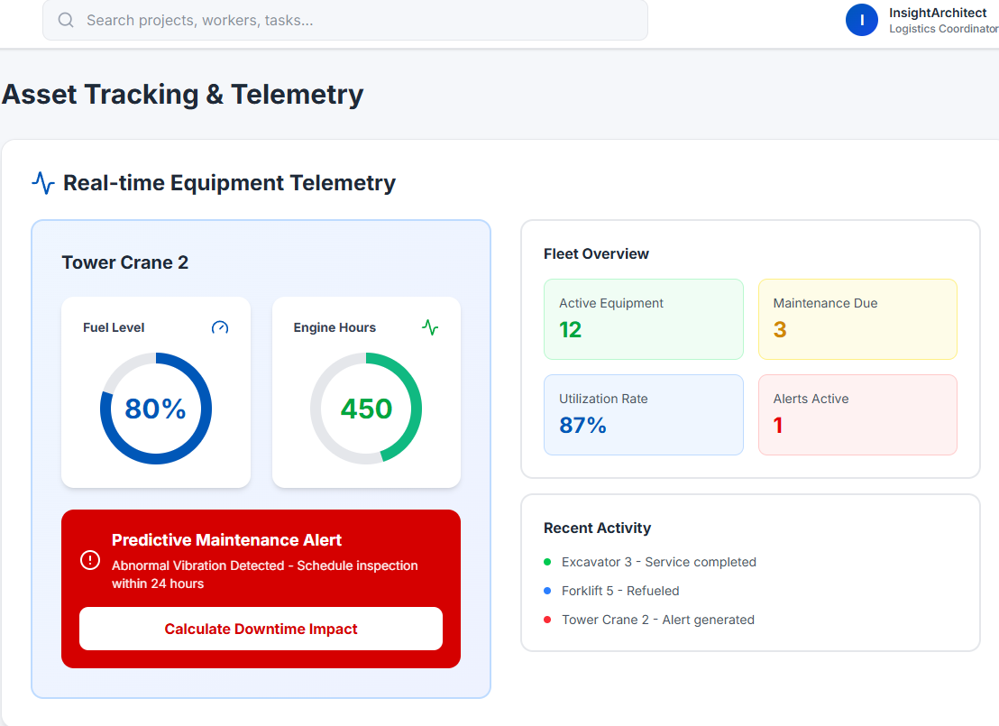 Search projects, workers, tasks...
I
InsightArchitect
Logistics Coordinator
Asset Tracking & Telemetry
Real-time Equipment Telemetry
Tower Crane 2
Fuel Level
80%
Engine Hours
450
Predictive Maintenance Alert
Abnormal Vibration Detected - Schedule inspection
within 24 hours
Calculate Downtime Impact
Fleet Overview
Active Equipment
12
Maintenance Due
3
Utilization Rate
87%
Alerts Active
1
Recent Activity
Excavator 3 - Service completed
Forklift 5 - Refueled
Tower Crane 2 - Alert generated